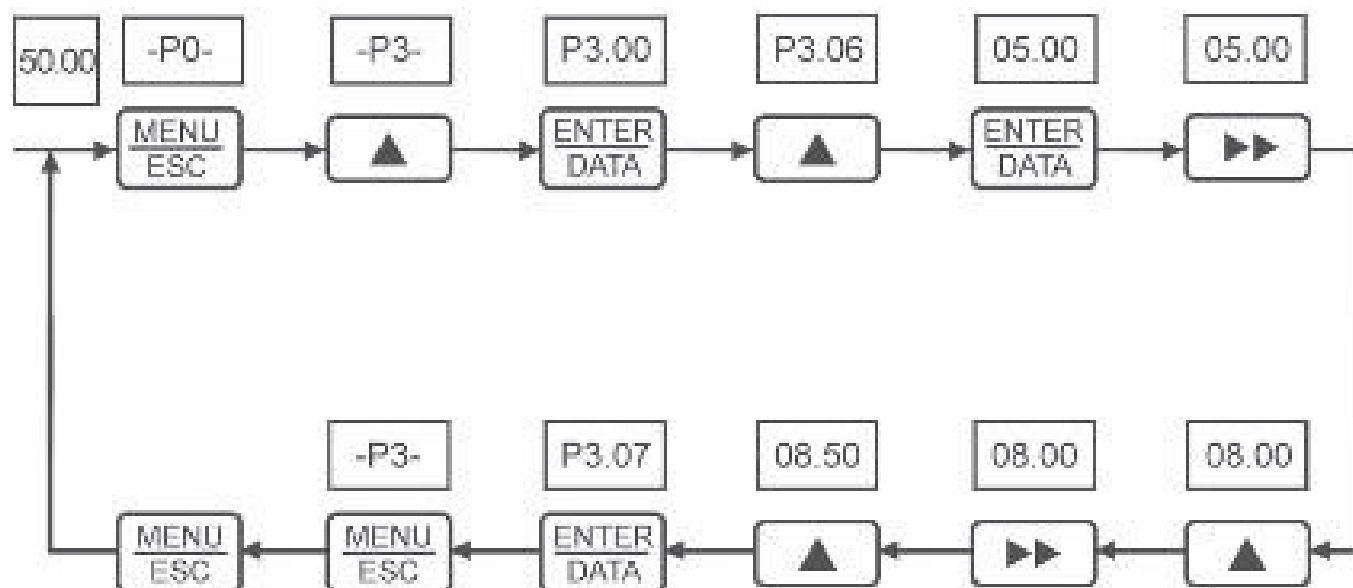 50.00
-P0-
-P3-
P3.00
P3.06
05.00
05.00
MENU
ESC
▲
ENTER
DATA
▲
ENTER
DATA
▶▶
-P3-
P3.07
08.50
08.00
08.00
MENU
ESC
MENU
ESC
ENTER
DATA
▲
▶▶
▲